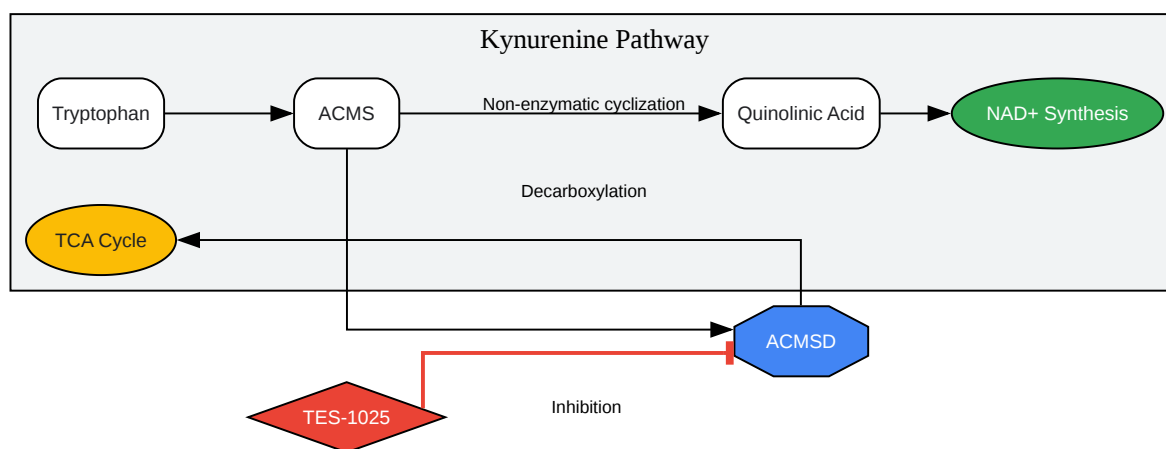 Kynurenine Pathway
Tryptophan
ACMS
Non-enzymatic cyclization
Quinolinic Acid
NAD+ Synthesis
Decarboxylation
TCA Cycle
ACMSD
TES-1025
Inhibition